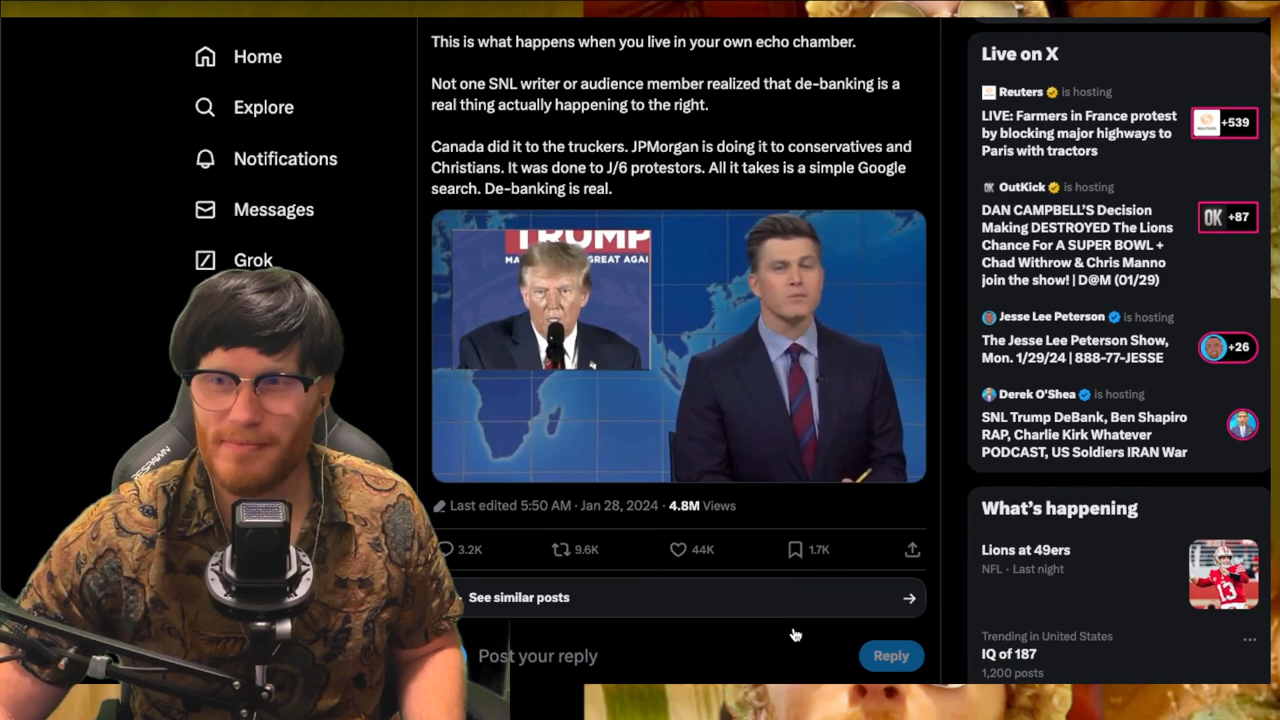 Home
Explore
Notifications
Messages
Grok
This is what happens when you live in your own echo chamber.
Not one SNL writer or audience member realized that de-banking is a
real thing actually happening to the right.
Canada did it to the truckers. JPMorgan is doing it to conservatives and
Christians. It was done to J/6 protestors. All it takes is a simple Google
search. De-banking is real.
TRUMP
MA GREAT AGAI
Last edited 5:50 AM · Jan 28, 2024 · 4.8M Views
3.2K 9.6K 44K 1.7K
See similar posts
Post your reply
Reply
RESPAWN
Live on X
Reuters is hosting
LIVE: Farmers in France protest
by blocking major highways to
Paris with tractors
REUTERS +539
OutKick is hosting
DAN CAMPBELL'S Decision
Making DESTROYED The Lions
Chance For A SUPER BOWL +
Chad Withrow & Chris Manno
join the show! | D@M (01/29)
OK +87
Jesse Lee Peterson is hosting
The Jesse Lee Peterson Show,
Mon. 1/29/24 | 888-77-JESSE
+26
Derek O'Shea is hosting
SNL Trump DeBank, Ben Shapiro
RAP, Charlie Kirk Whatever
PODCAST, US Soldiers IRAN War
What's happening
Lions at 49ers
NFL · Last night
13
Trending in United States
IQ of 187
1,200 posts